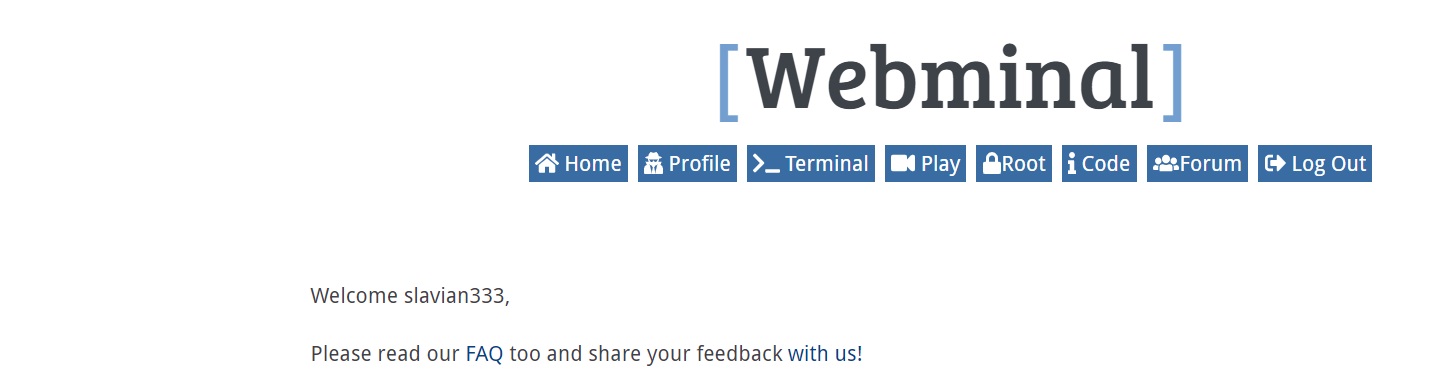 [Webminal]
Home Profile Terminal Play Root Code Forum Log Out
Welcome slavian333,
Please read our FAQ too and share your feedback with us!